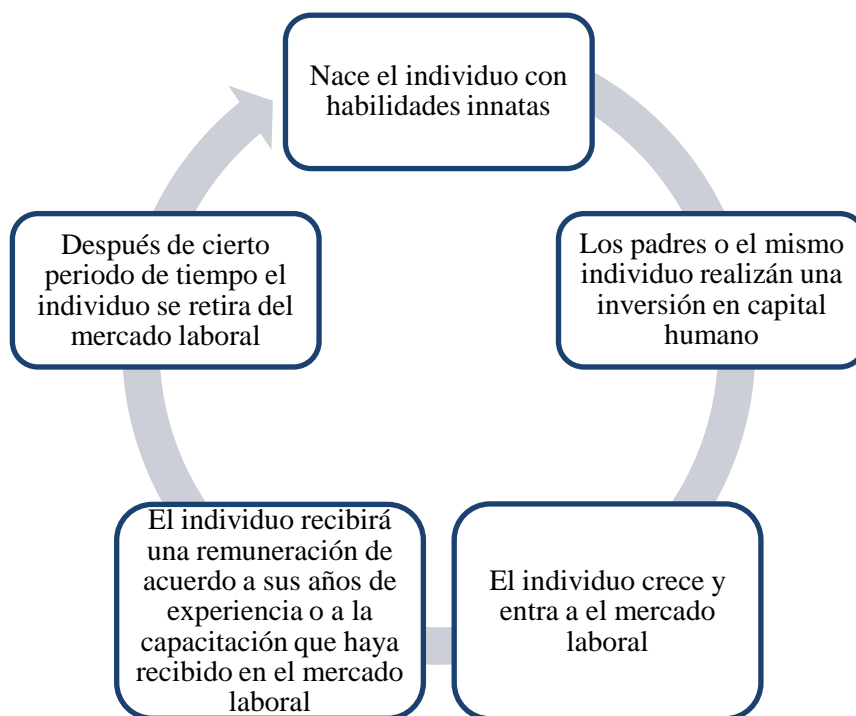 Nace el individuo con
habilidades innatas
Los padres o el mismo
individuo realizán una
inversión en capital
humano
El individuo crece y
entra a el mercado
laboral
El individuo recibirá
una remuneración de
acuerdo a sus años de
experiencia o a la
capacitación que haya
recibido en el mercado
laboral
Después de cierto
periodo de tiempo el
individuo se retira del
mercado laboral